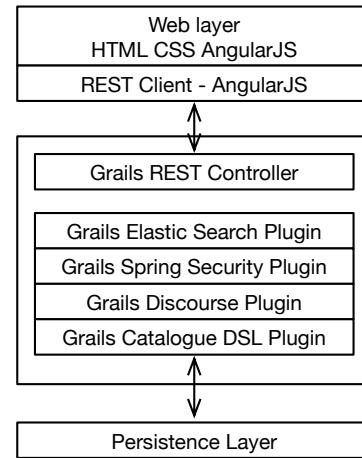 Web layer
HTML CSS AngularJS
REST Client - AngularJS
Grails REST Controller
Grails Elastic Search Plugin
Grails Spring Security Plugin
Grails Discourse Plugin
Grails Catalogue DSL Plugin
Persistence Layer